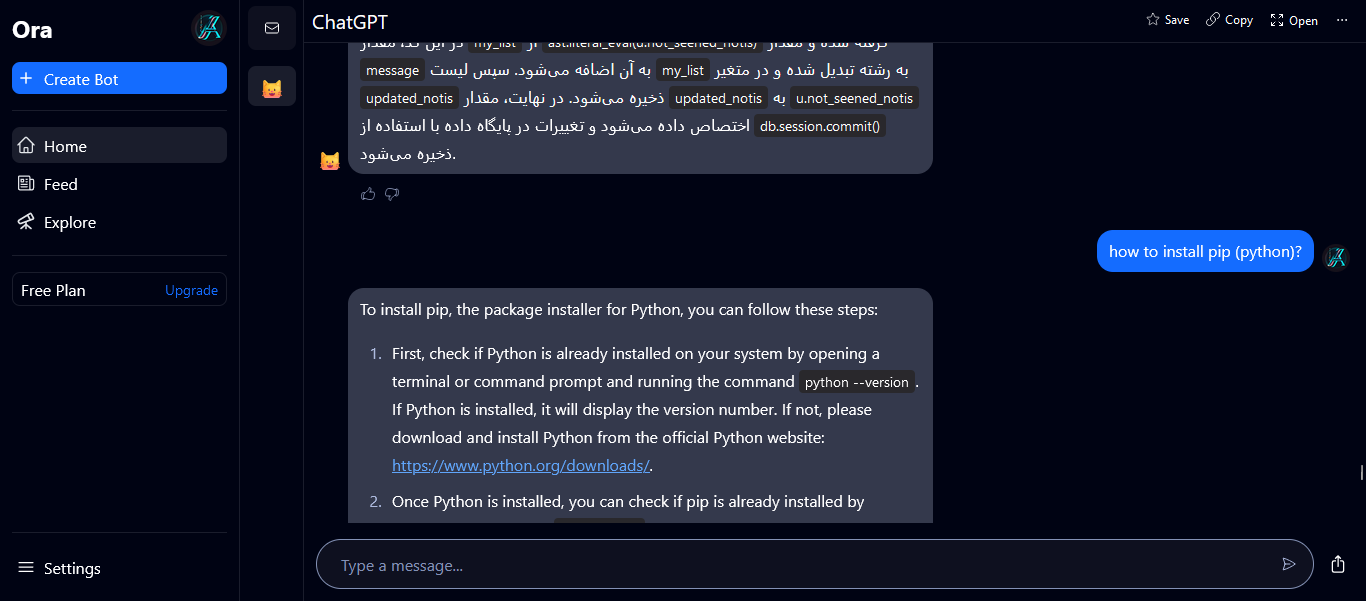 Ora
Create Bot
Home
Feed
Explore
Free Plan
Upgrade
Settings
ChatGPT
Save
Copy
Open
گرفته شده و مقدار ast.literal_eval(u.not_seened_notis) از my_list در این کد، مقدار
به رشته تبدیل شده و در متغیر my_list به آن اضافه می‌شود. سپس لیست message
u.not_seened_notis به updated_notis ذخیره می‌شود. در نهایت، مقدار updated_notis
db.session.commit() اختصاص داده می‌شود و تغییرات در پایگاه داده با استفاده از
ذخیره می‌شود.
how to install pip (python)?
To install pip, the package installer for Python, you can follow these steps:
1. First, check if Python is already installed on your system by opening a
terminal or command prompt and running the command python --version.
If Python is installed, it will display the version number. If not, please
download and install Python from the official Python website:
https://www.python.org/downloads/.
2. Once Python is installed, you can check if pip is already installed by
Type a message...